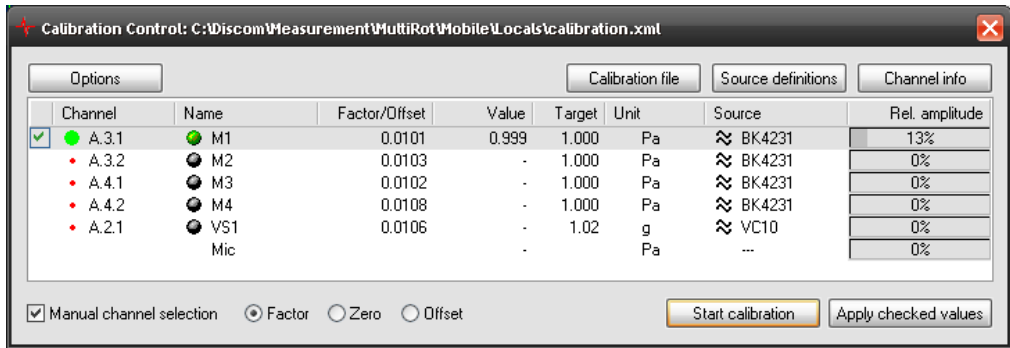 Calibration Control: C:\Discom\Measurement\MuttiRot\Mobile\Locals\calibration.xml
Options Calibration file Source definitions Channel info
Channel Name Factor/Offset Value Target Unit Source Rel. amplitude
A.3.1 M1 0.0101 0.999 1.000 Pa BK4231 13%
A.3.2 M2 0.0103 - 1.000 Pa BK4231 0%
A.4.1 M3 0.0102 - 1.000 Pa BK4231 0%
A.4.2 M4 0.0108 - 1.000 Pa BK4231 0%
A.2.1 VS1 0.0106 - 1.02 g VC10 0%
Mic - Pa --- 0%
Manual channel selection Factor Zero Offset Start calibration Apply checked values